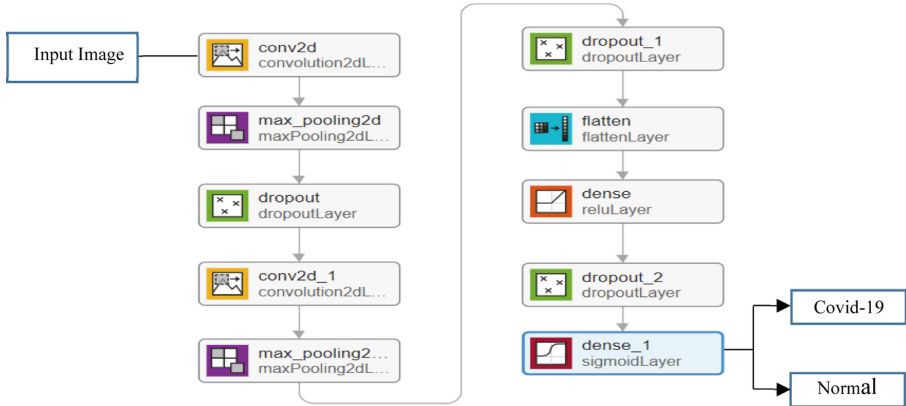 Input Image
conv2d
convolution2dL...
max_pooling2d
maxPooling2dL...
dropout
dropoutLayer
conv2d_1
convolution2dL...
max_pooling2...
maxPooling2dL...
dropout_1
dropoutLayer
flatten
flattenLayer
dense
reluLayer
dropout_2
dropoutLayer
dense_1
sigmoidLayer
Covid-19
Normal